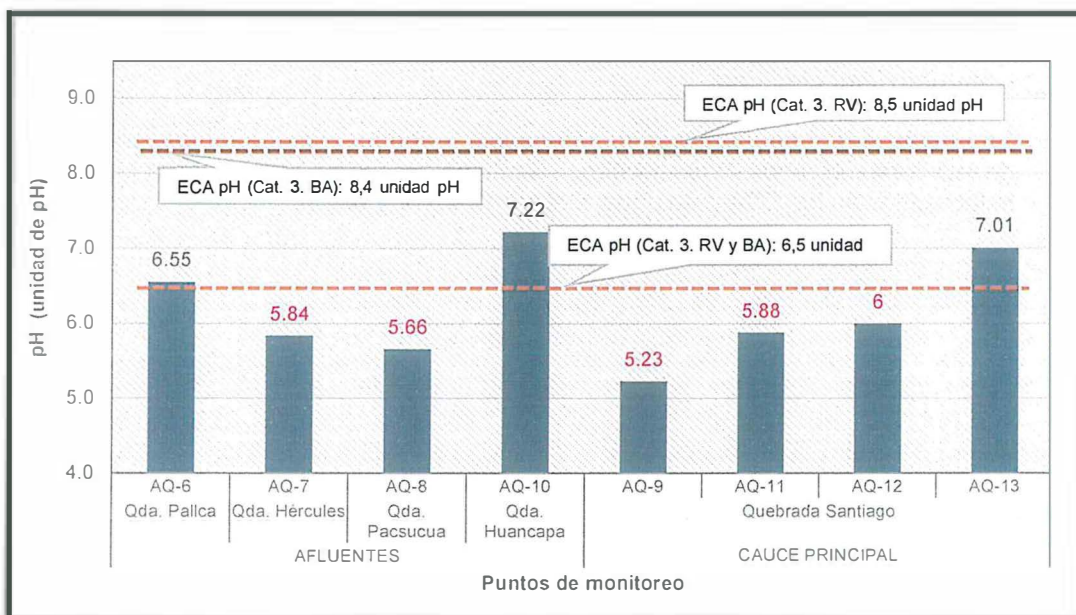 9.0
8.0
7.0
6.0
5.0
4.0
pH (unidad de pH)
ECA pH (Cat. 3. RV): 8,5 unidad pH
ECA pH (Cat. 3. BA): 8,4 unidad pH
ECA pH (Cat. 3. RV y BA): 6,5 unidad
6.55
5.84
5.66
7.22
5.23
5.88
6
7.01
AQ-6 AQ-7 AQ-8 AQ-10 AQ-9 AQ-11 AQ-12 AQ-13
Qda. Pallca Qda. Hércules Qda. Pacsucua Qda. Huancapa Quebrada Santiago
AFLUENTES CAUCE PRINCIPAL
Puntos de monitoreo